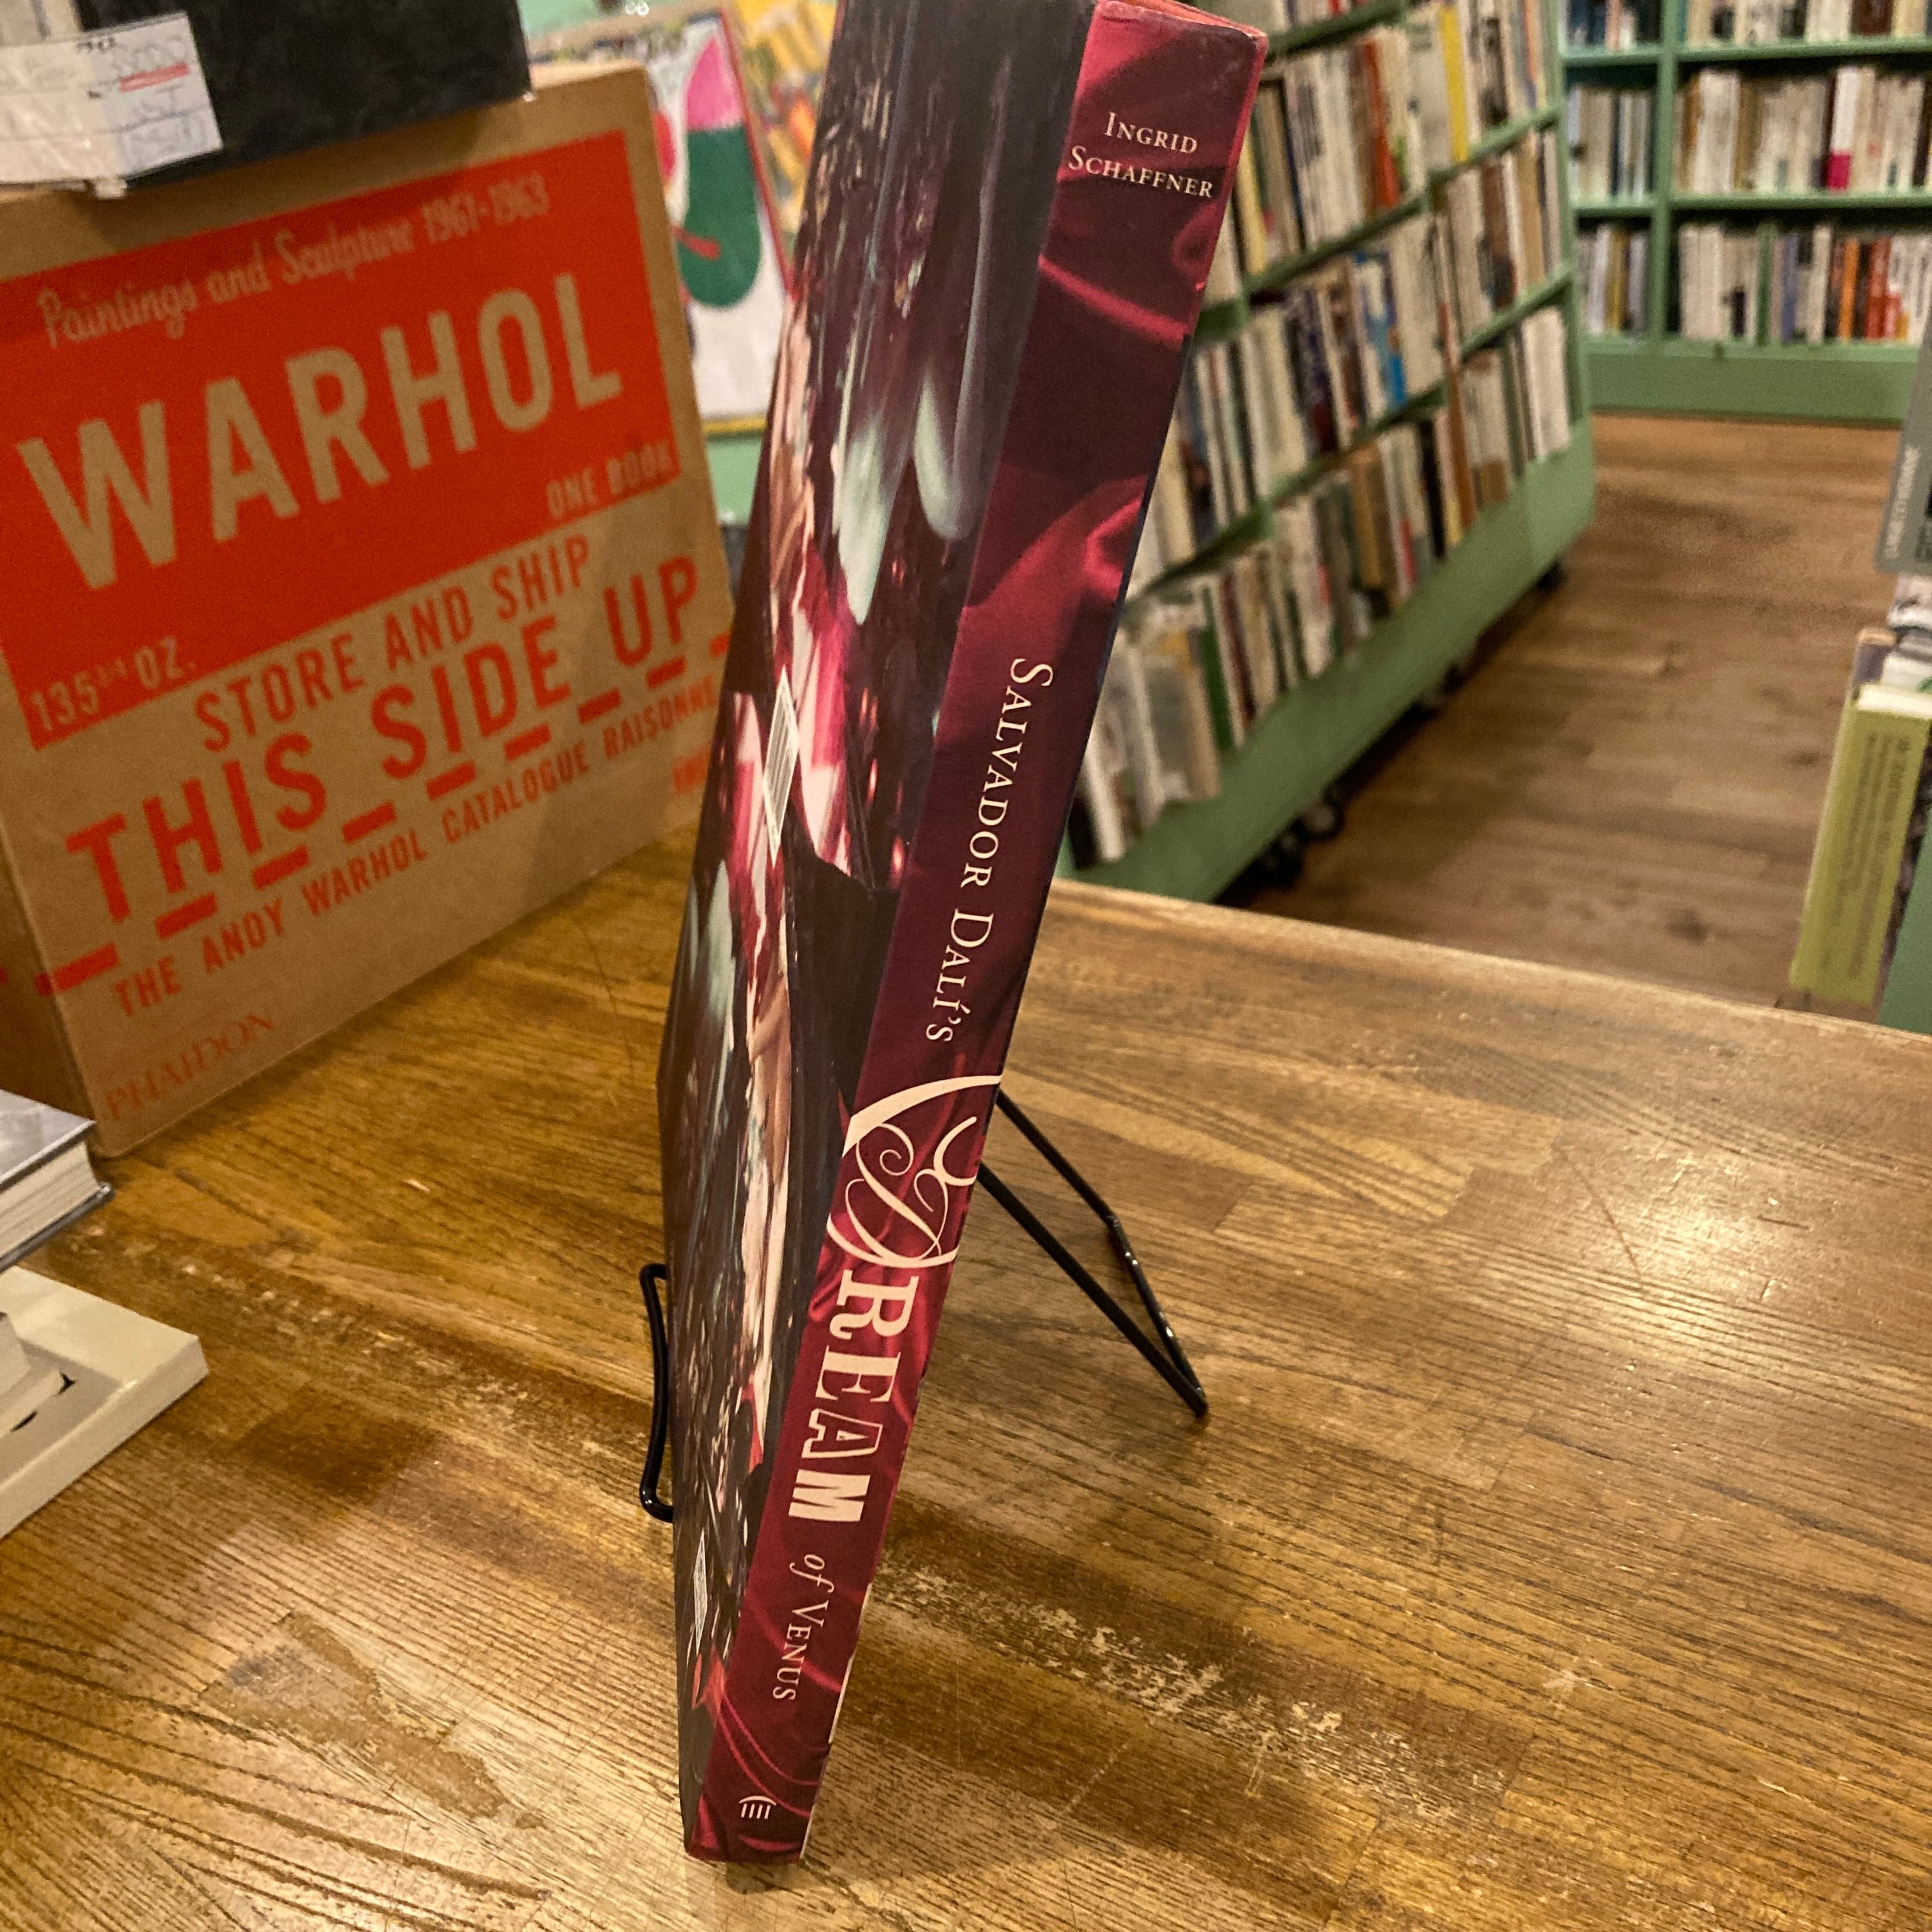 Paintings and Sculpture 1961-1963
WARHOL
ONE BOOK
135 OZ.
STORE AND SHIP
THIS SIDE UP
THE ANDY WARHOL CATALOGUE RAISONNE
PHAIDON
INGRID
SCHAFFNER
SALVADOR DALÍ'S
DREAM
of VENUS